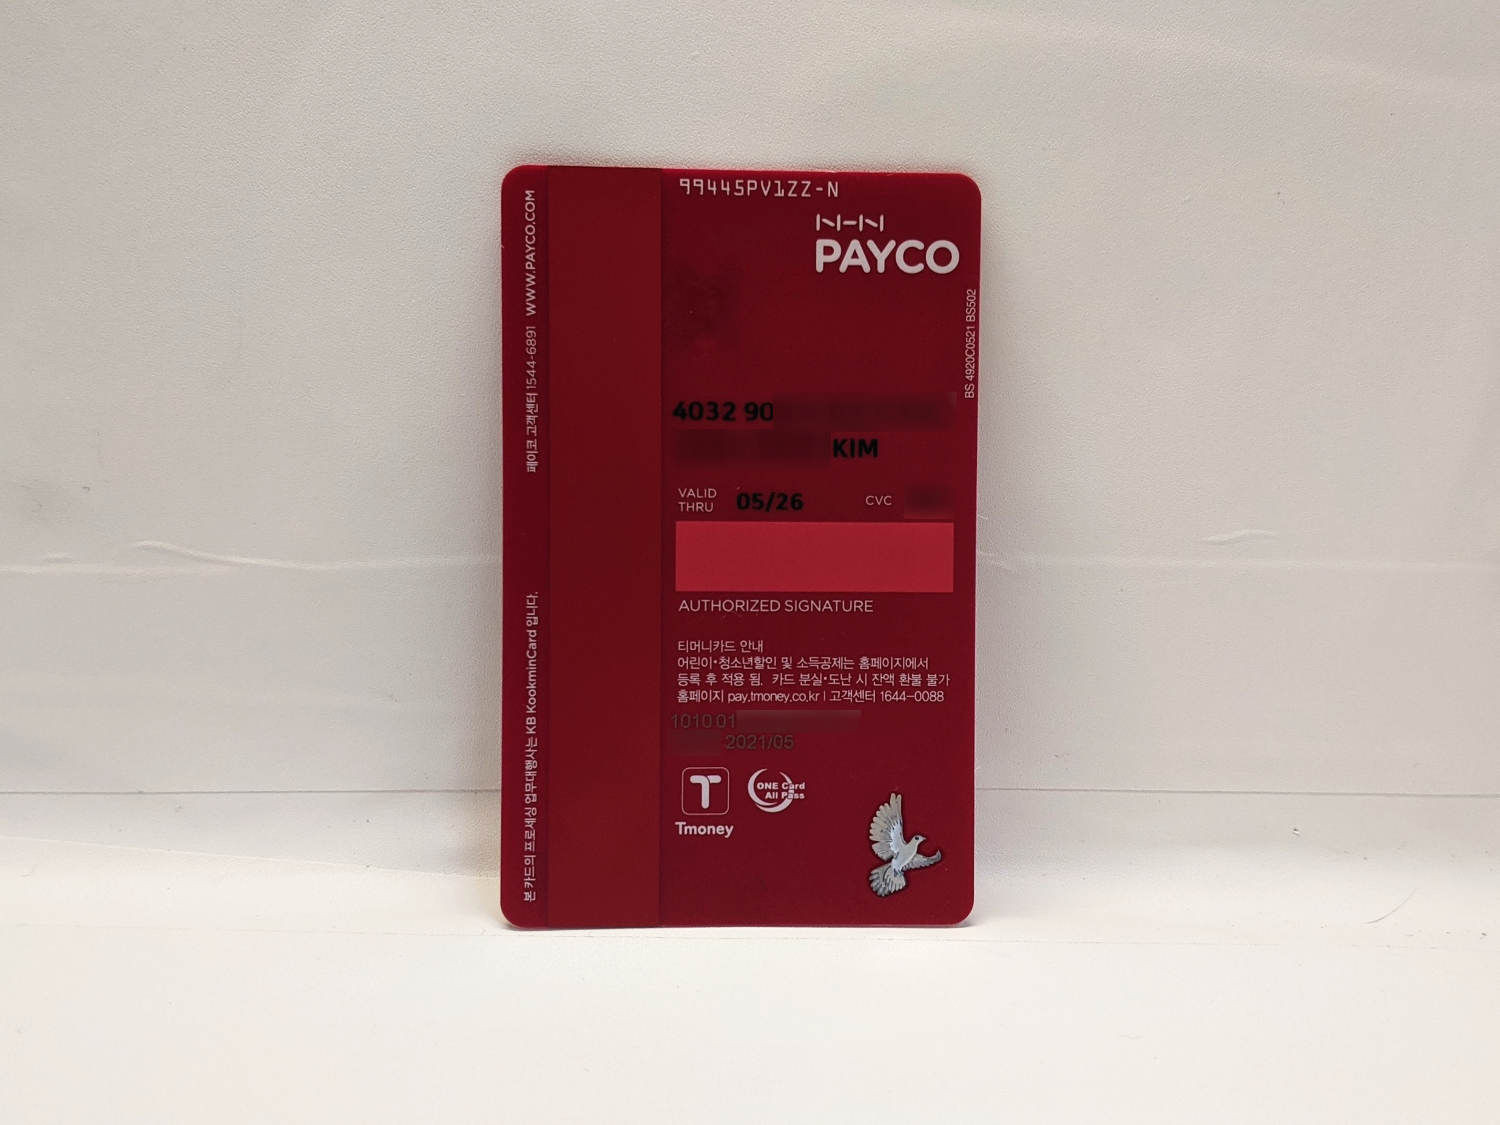 99445PV1ZZ-N
NHN
PAYCO
BS 4920C0521 BS502
페이코 고객센터 1544-6891 WWW.PAYCO.COM
4032 90
KIM
VALID
THRU
05/26
CVC
AUTHORIZED SIGNATURE
본 카드의 프로세싱 업무대행사는 KB KookminCard 입니다.
티머니카드 안내
어린이•청소년할인 및 소득공제는 홈페이지에서
등록 후 적용 됨. 카드 분실•도난 시 잔액 환불 불가
홈페이지 pay.tmoney.co.kr | 고객센터 1644-0088
1010 01
2021/05
T
ONE Card
All Pass
Tmoney